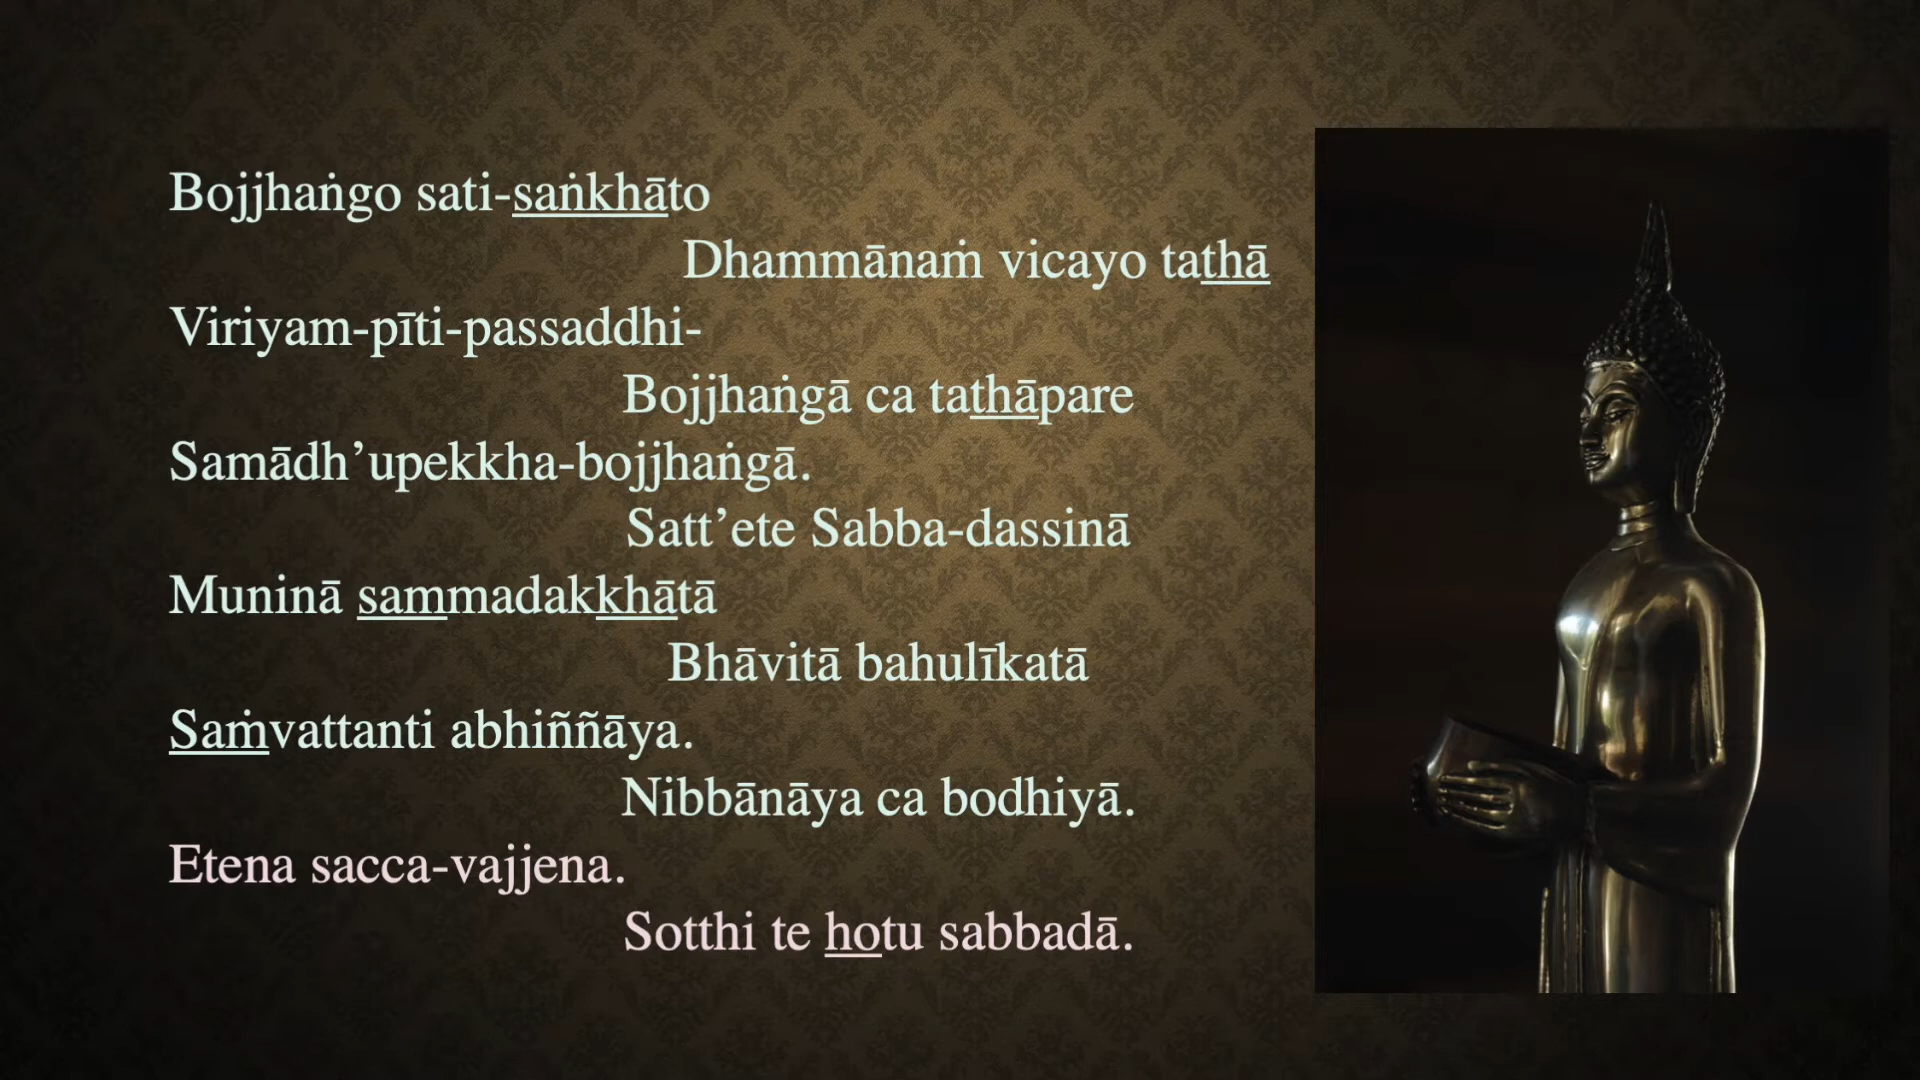 Bojjhaṅgo sati-saṅkhāto
Dhammānaṁ vicayo tathā
Viriyam-pīti-passaddhi-
Bojjhaṅgā ca tathāpare
Samādh’upekkha-bojjhaṅgā.
Satt’ete Sabba-dassinā
Muninā sammadakkhātā
Bhāvitā bahulīkatā
Saṁvattanti abhiññāya.
Nibbānāya ca bodhiyā.
Etena sacca-vajjena.
Sotthi te hotu sabbadā.